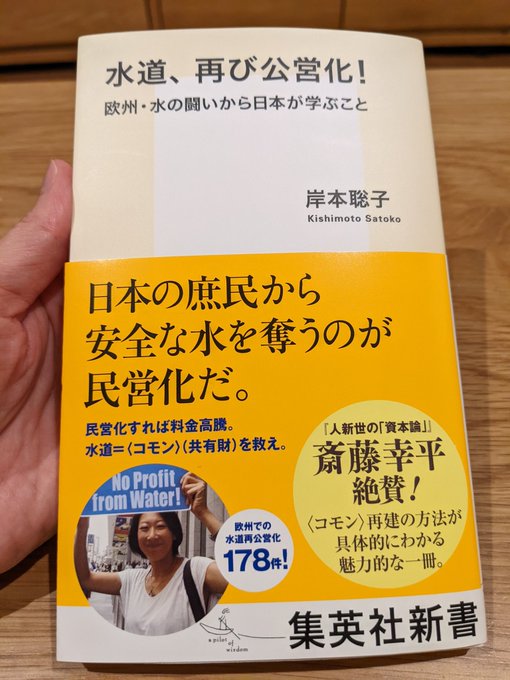 水道、再び公営化！
欧州・水の闘いから日本が学ぶこと
岸本聡子
Kishimoto Satoko
日本の庶民から
安全な水を奪うのが
民営化だ。
民営化すれば料金高騰。
水道＝〈コモン〉（共有財）を救え。
No Profit
from Water!
欧州での
水道再公営化
178件！
『人新世の「資本論」』
斎藤幸平
絶賛！
〈コモン〉再建の方法が
具体的にわかる
魅力的な一冊。
a pilot of wisdom
集英社新書